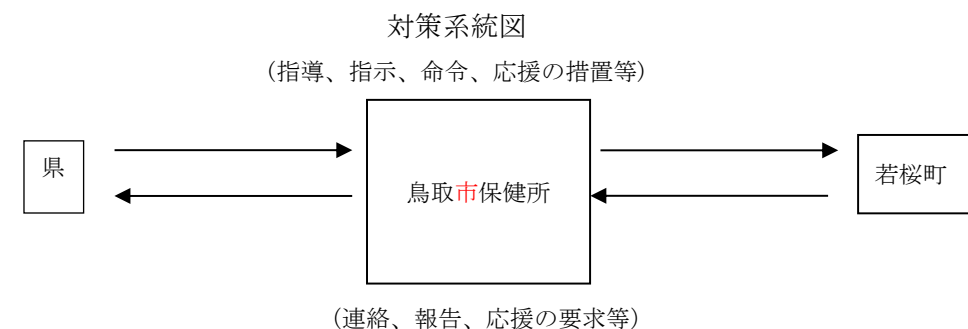 対策系統図
（指導、指示、命令、応援の措置等）
県
鳥取市保健所
若桜町
（連絡、報告、応援の要求等）